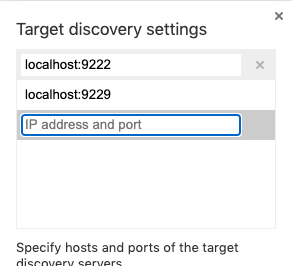 Target discovery settings
localhost:9222
localhost:9229
IP address and port
Specify hosts and ports of the target
discovery servers